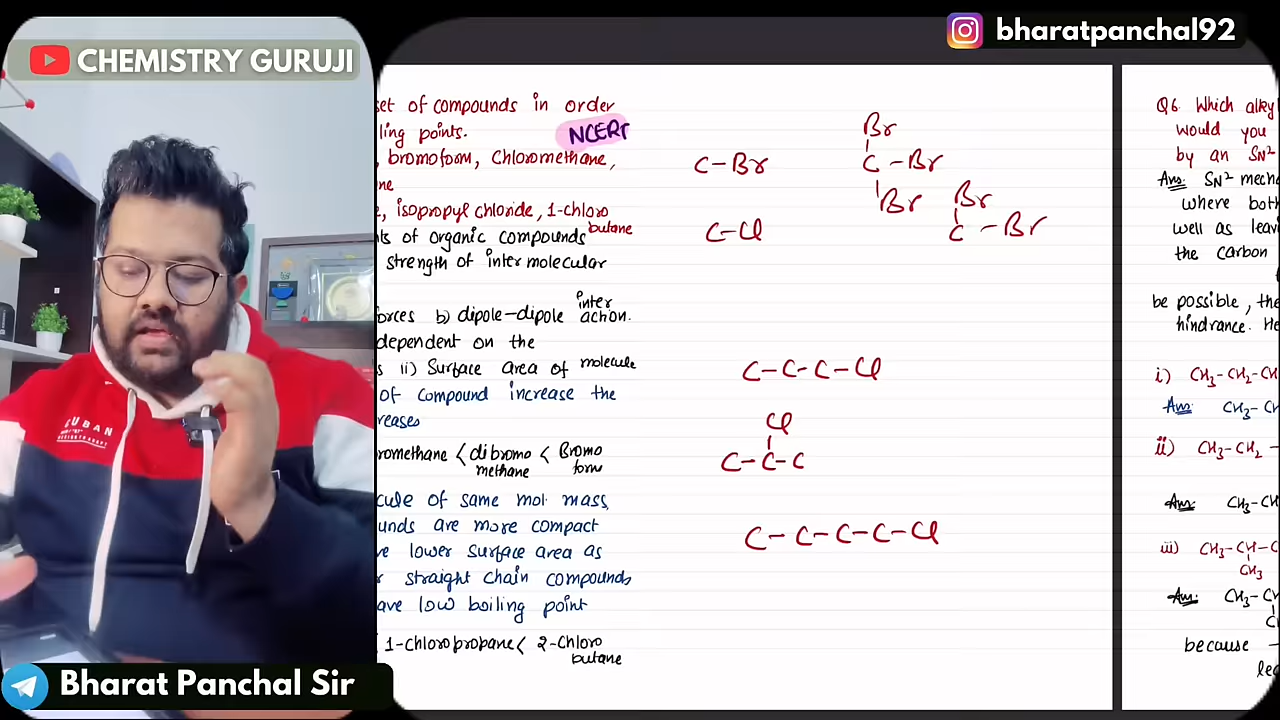 CHEMISTRY GURUJI
bharatpanchal92
set of compounds in order
ling points. NCERT
, bromoform, Chloromethane,
ne
e, isopropyl chloride, 1-chloro
butane
ts of organic compounds
strength of inter molecular
orces b) dipole-dipole inter
action.
dependent on the
s ii) Surface area of molecule
of compound increase the
reases
romethane < dibromo < Bromo
methane form
cule of same mol. mass,
unds are more compact
ve lower surface area as
r straight chain compounds
ave low boiling point
1-chloropropane < 2-Chloro
butane
Br
C-Br C-Br
Br Br
C-Cl C-Br
C-C-C-Cl
Cl
C-C-C
C-C-C-C-Cl
Q6. Which alky
would you
by an SN²
Ans: SN² mecha
where both
well as leav
the carbon
be possible, the
hindrance. He
i) CH3-CH2-CH
Ans: CH3-C
ii) CH3-CH2-
Ans: CH3-CH
iii) CH3-CH-C
CH3
Ans: CH3-CH
C
because -
lea
CUBAN
Bharat Panchal Sir